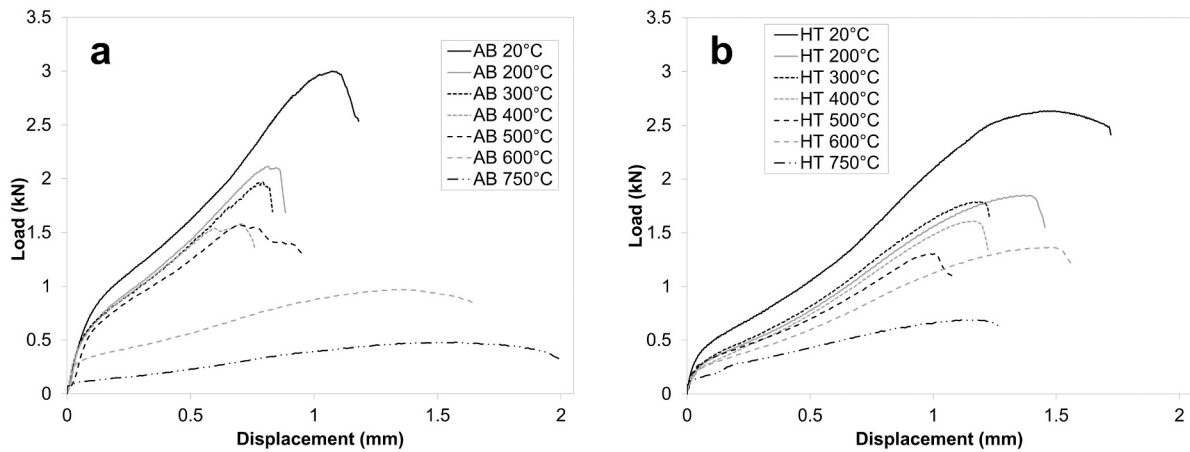 a
3.5
3
2.5
2
1.5
1
0.5
0
Load (kN)
0
0.5
1
1.5
2
Displacement (mm)
AB 20°C
AB 200°C
AB 300°C
AB 400°C
AB 500°C
AB 600°C
AB 750°C
b
3.5
3
2.5
2
1.5
1
0.5
0
Load (kN)
0
0.5
1
1.5
2
Displacement (mm)
HT 20°C
HT 200°C
HT 300°C
HT 400°C
HT 500°C
HT 600°C
HT 750°C